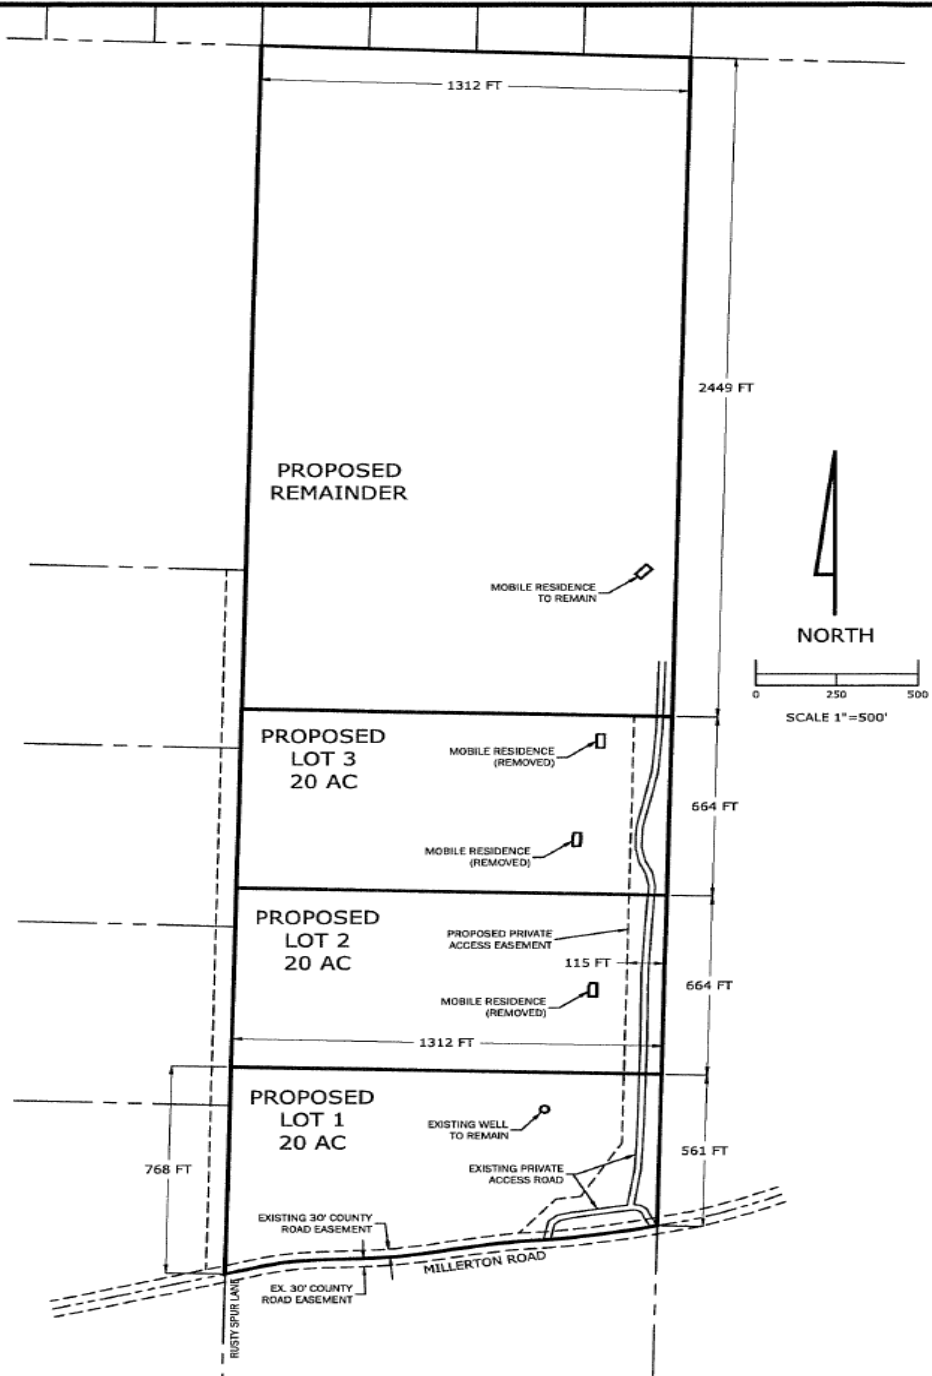 1312 FT
2449 FT
PROPOSED
REMAINDER
MOBILE RESIDENCE
TO REMAIN
NORTH
0 250 500
SCALE 1"=500'
PROPOSED
LOT 3
20 AC
MOBILE RESIDENCE
(REMOVED)
664 FT
MOBILE RESIDENCE
(REMOVED)
PROPOSED
LOT 2
20 AC
PROPOSED PRIVATE
ACCESS EASEMENT
115 FT
664 FT
MOBILE RESIDENCE
(REMOVED)
1312 FT
PROPOSED
LOT 1
20 AC
EXISTING WELL
TO REMAIN
561 FT
768 FT
EXISTING PRIVATE
ACCESS ROAD
EXISTING 30' COUNTY
ROAD EASEMENT
MILLERTON ROAD
EX. 30' COUNTY
ROAD EASEMENT
RUSTY SPUR LANE